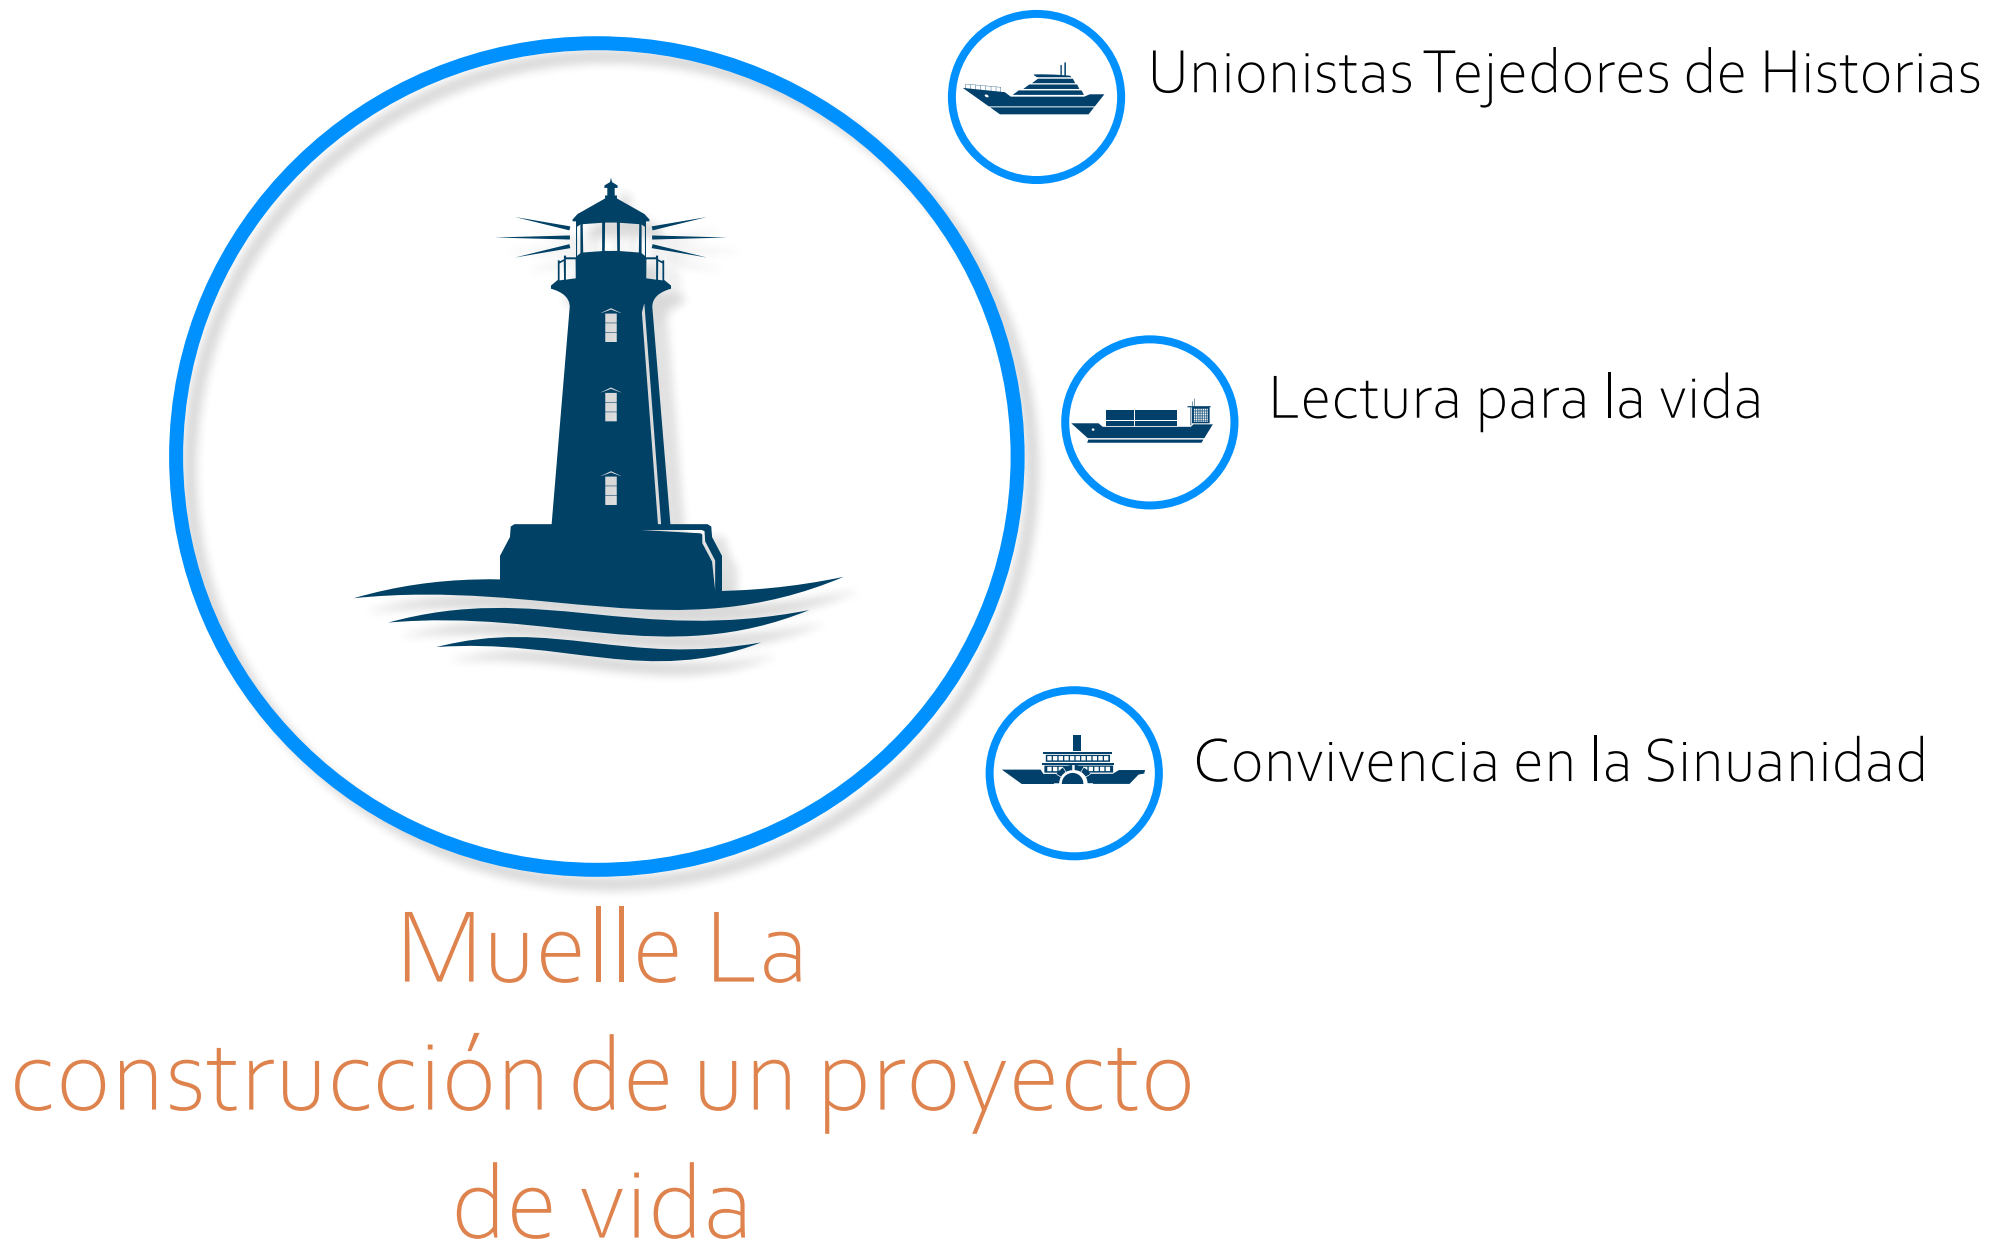 Unionistas Tejedores de Historias
Lectura para la vida
Convivencia en la Sinuanidad
Muelle La
construcción de un proyecto
de vida